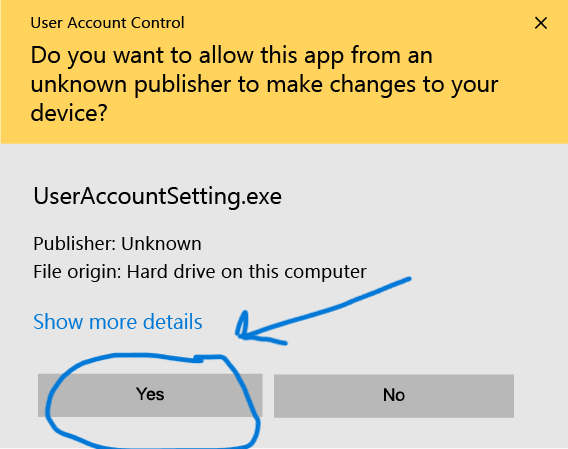 User Account Control
Do you want to allow this app from an
unknown publisher to make changes to your
device?
UserAccountSetting.exe
Publisher: Unknown
File origin: Hard drive on this computer
Show more details
Yes
No